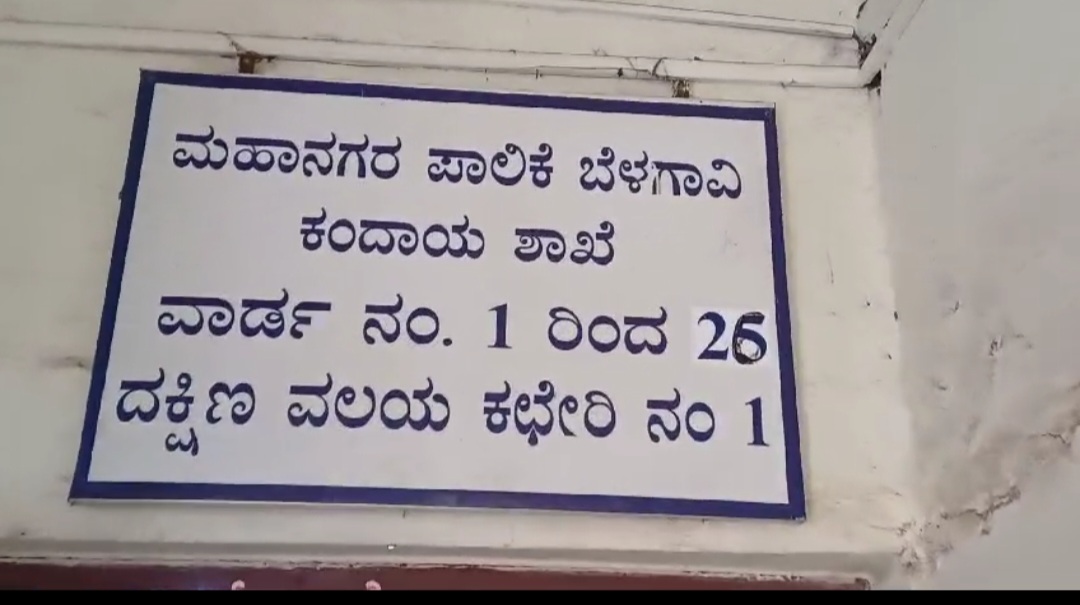 ಮಹಾನಗರ ಪಾಲಿಕೆ ಬೆಳಗಾವಿ
ಕಂದಾಯ ಶಾಖೆ
ವಾರ್ಡ ನಂ. 1 ರಿಂದ 26
ದಕ್ಷಿಣ ವಲಯ ಕಛೇರಿ ನಂ 1